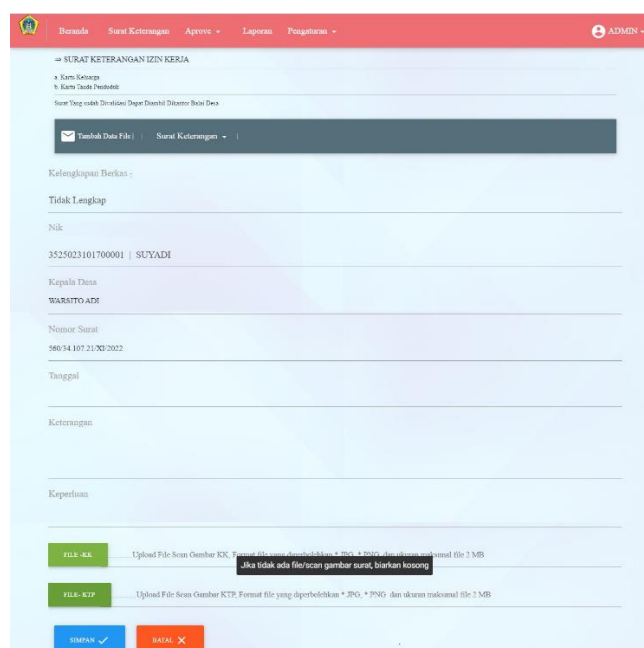 Beranda Surat Keterangan Aprove Laporan Pengaturan ADMIN
⇒ SURAT KETERANGAN IZIN KERJA
a. Kartu Keluarga
b. Kartu Tanda Penduduk
Surat Yang sudah Divalidasi Dapat Diambil Dikantor Balai Desa
Tambah Data File | | Surat Keterangan |
Kelengkapan Berkas :
Tidak Lengkap
Nik
3525023101700001 | SUYADI
Kepala Desa
WARSITO ADI
Nomor Surat
560/34.107.21/XI/2022
Tanggal
Keterangan
Keperluan
FILE -KK Upload File Scan Gambar KK, Format file yang diperbolehkan *.JPG, *.PNG dan ukuran maksimal file 2 MB
Jika tidak ada file/scan gambar surat, biarkan kosong
FILE- KTP Upload File Scan Gambar KTP, Format file yang diperbolehkan *.JPG, *.PNG dan ukuran maksimal file 2 MB
SIMPAN BATAL